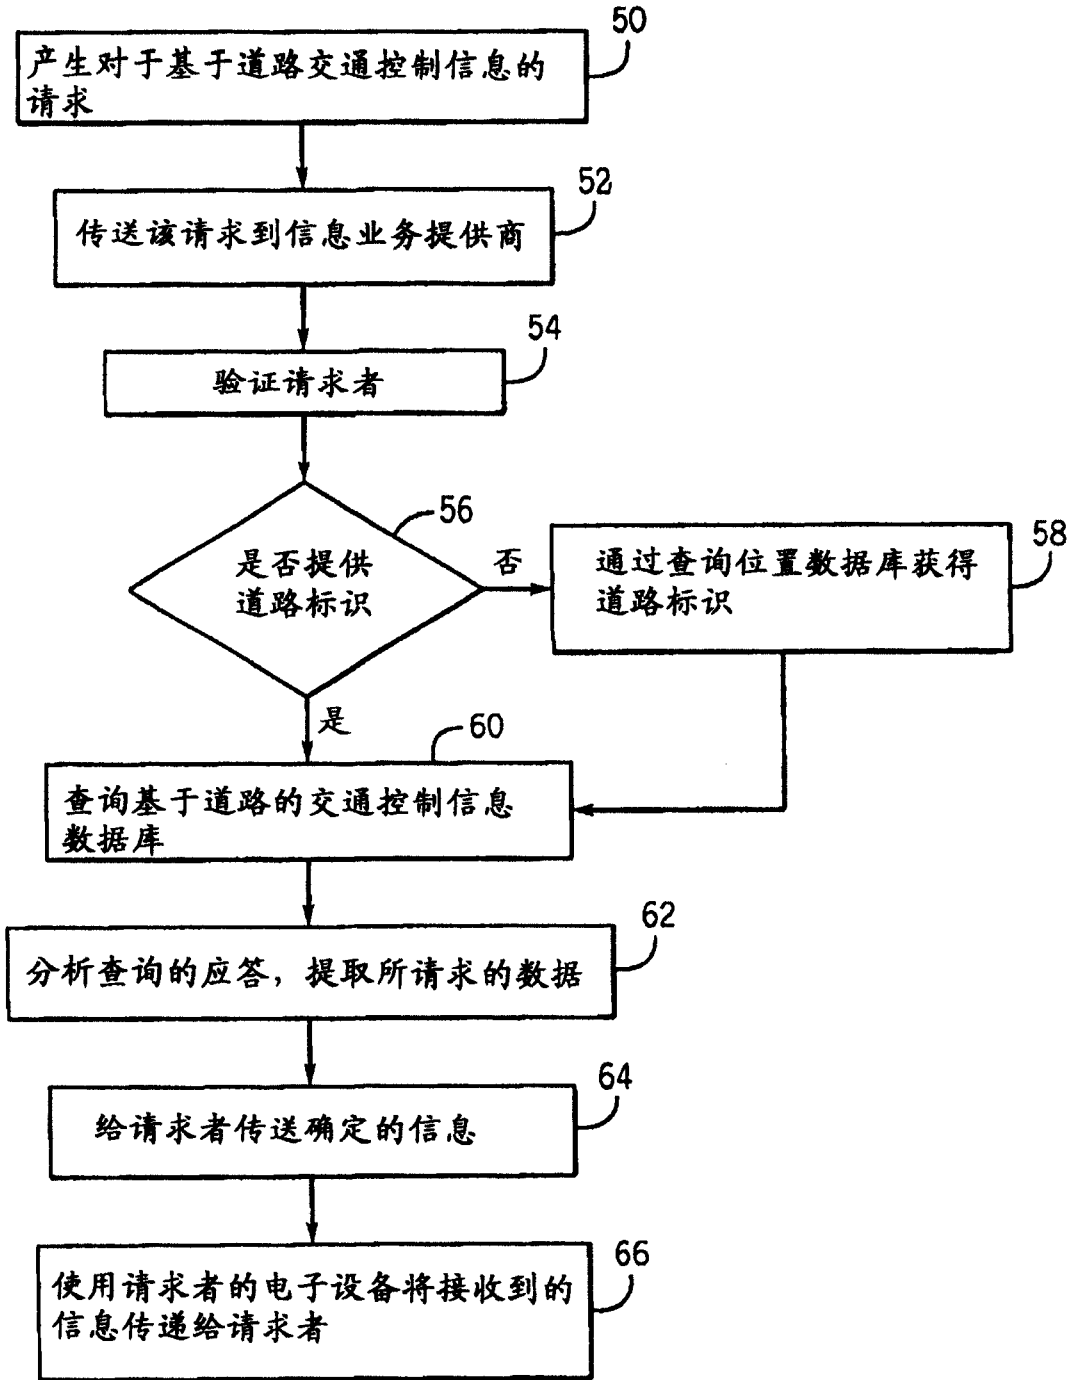 50
产生对于基于道路交通控制信息的
请求
52
传送该请求到信息业务提供商
54
验证请求者
56
是否提供
道路标识
否
58
通过查询位置数据库获得
道路标识
是
60
查询基于道路的交通控制信息
数据库
62
分析查询的应答，提取所请求的数据
64
给请求者传送确定的信息
66
使用请求者的电子设备将接收到的
信息传递给请求者